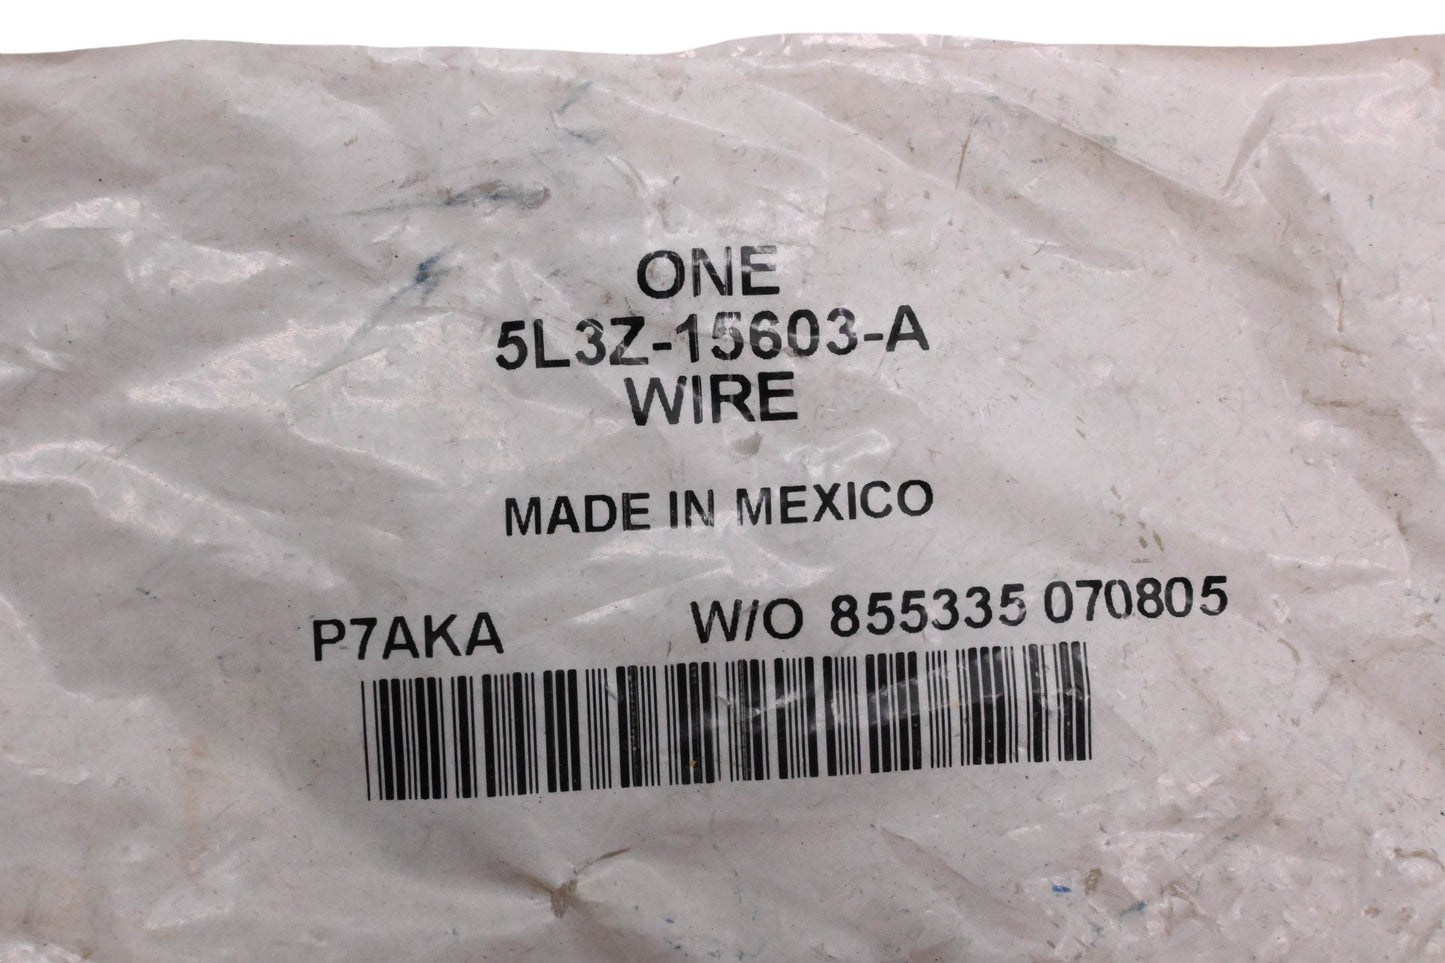 ONE
5L3Z-15603-A
WIRE
MADE IN MEXICO
P7AKA W/O 855335 070805